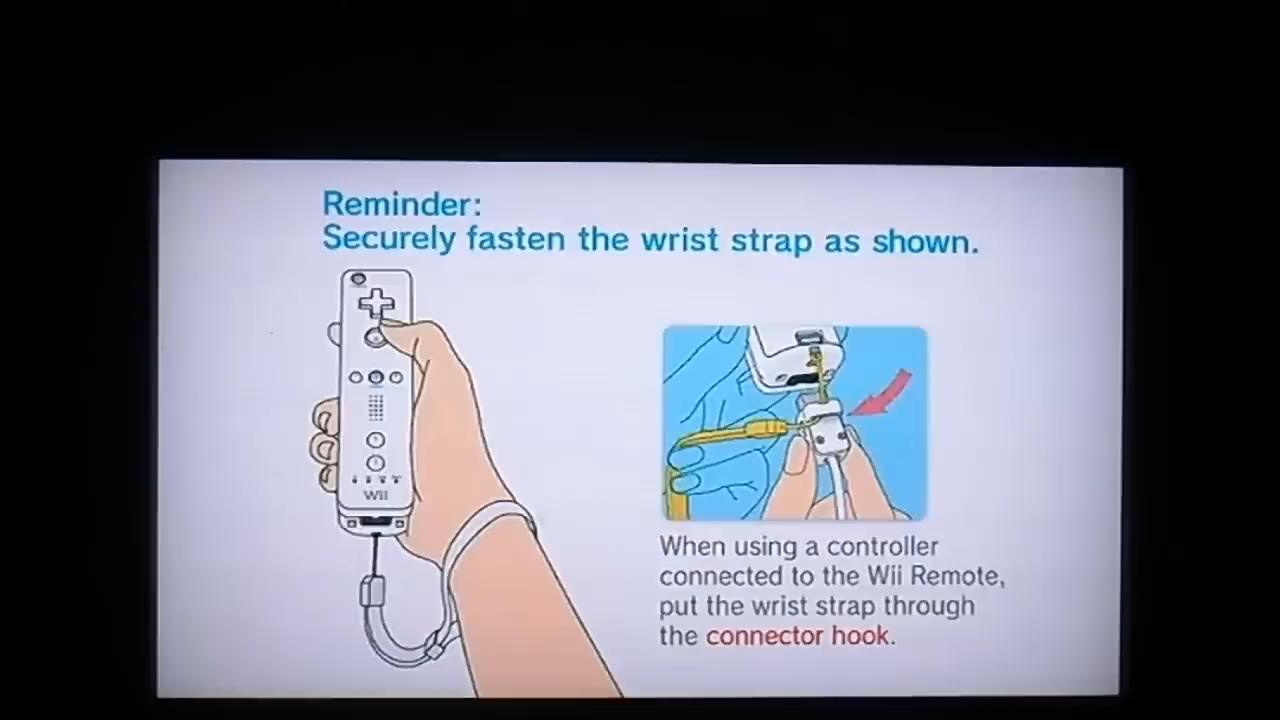 Reminder:
Securely fasten the wrist strap as shown.
Wii
When using a controller
connected to the Wii Remote,
put the wrist strap through
the connector hook.